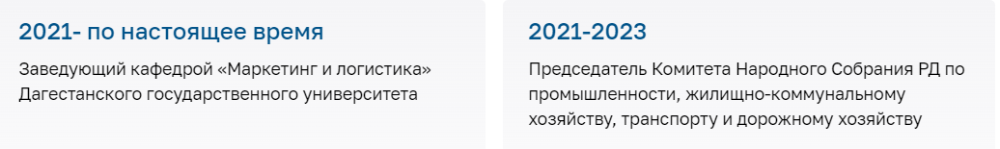 2021- по настоящее время
Заведующий кафедрой «Маркетинг и логистика»
Дагестанского государственного университета
2021-2023
Председатель Комитета Народного Собрания РД по
промышленности, жилищно-коммунальному
хозяйству, транспорту и дорожному хозяйству